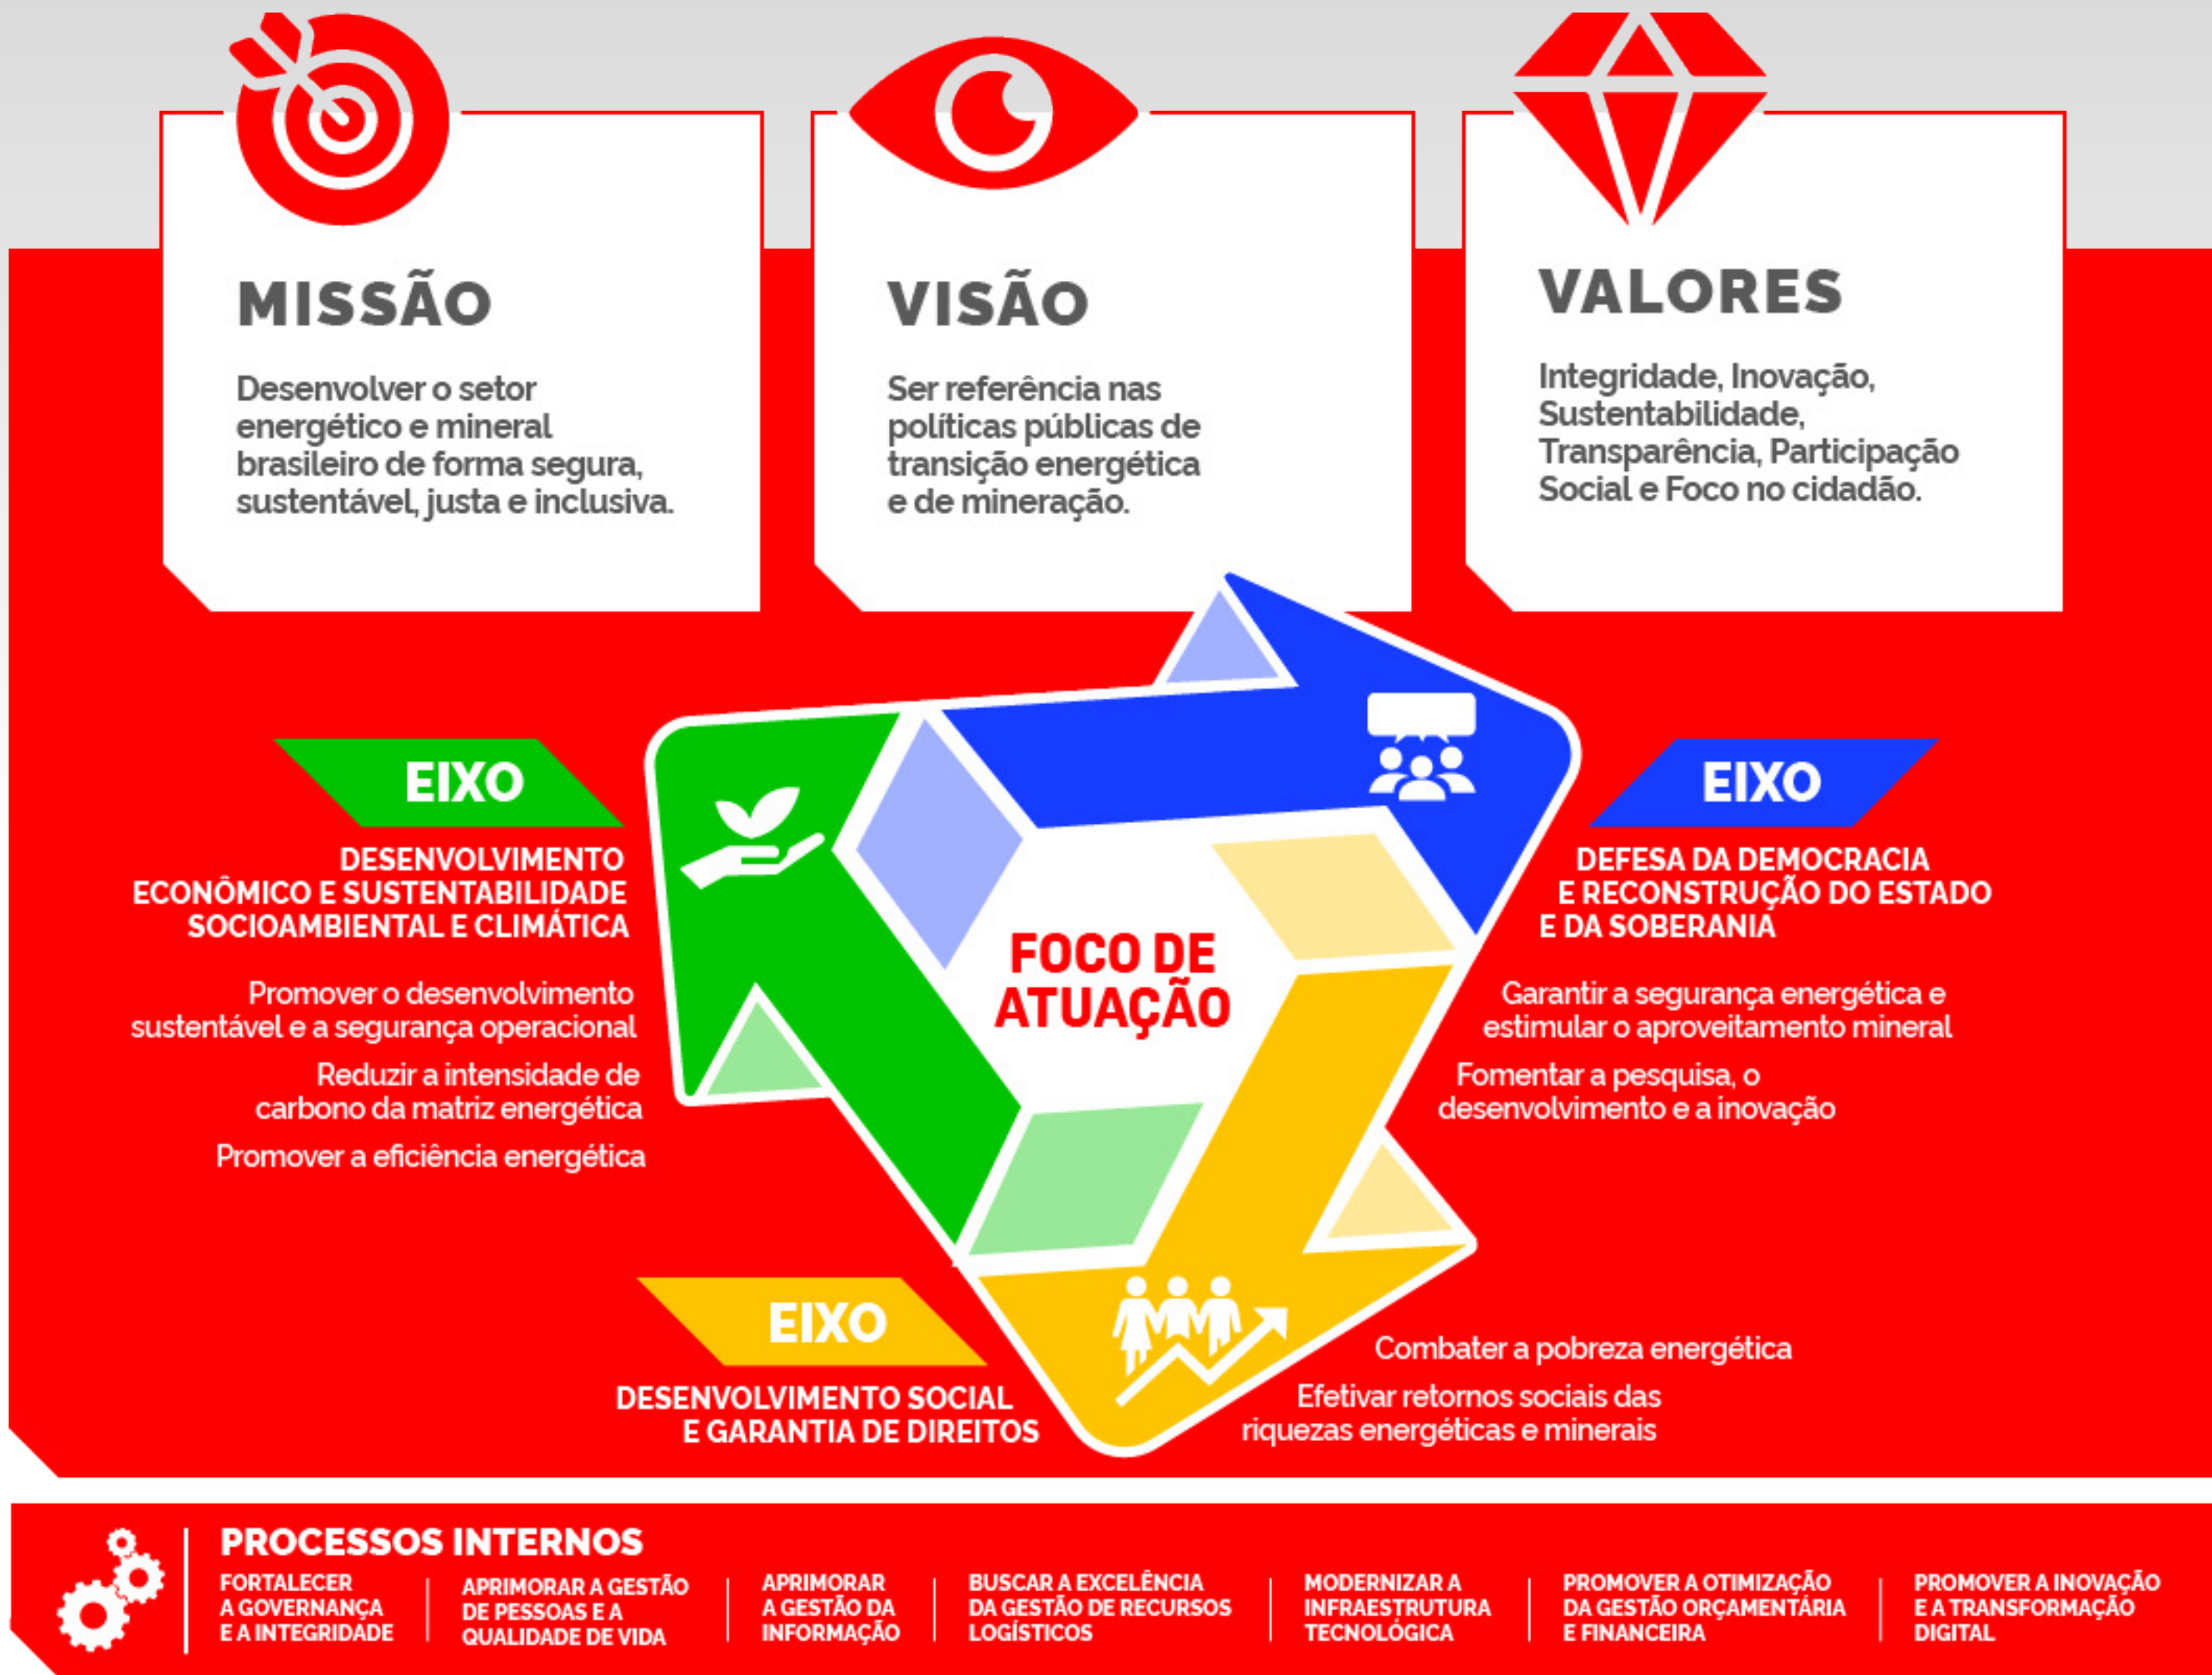 MISSÃO
Desenvolver o setor
energético e mineral
brasileiro de forma segura,
sustentável, justa e inclusiva.
VISÃO
Ser referência nas
políticas públicas de
transição energética
e de mineração.
VALORES
Integridade, Inovação,
Sustentabilidade,
Transparência, Participação
Social e Foco no cidadão.
EIXO
DESENVOLVIMENTO
ECONÔMICO E SUSTENTABILIDADE
SOCIOAMBIENTAL E CLIMÁTICA
Promover o desenvolvimento
sustentável e a segurança operacional
Reduzir a intensidade de
carbono da matriz energética
Promover a eficiência energética
FOCO DE
ATUAÇÃO
EIXO
DEFESA DA DEMOCRACIA
E RECONSTRUÇÃO DO ESTADO
E DA SOBERANIA
Garantir a segurança energética e
estimular o aproveitamento mineral
Fomentar a pesquisa, o
desenvolvimento e a inovação
EIXO
DESENVOLVIMENTO SOCIAL
E GARANTIA DE DIREITOS
Combater a pobreza energética
Efetivar retornos sociais das
riquezas energéticas e minerais
PROCESSOS INTERNOS
FORTALECER
A GOVERNANÇA
E A INTEGRIDADE
APRIMORAR A GESTÃO
DE PESSOAS E A
QUALIDADE DE VIDA
APRIMORAR
A GESTÃO DA
INFORMAÇÃO
BUSCAR A EXCELÊNCIA
DA GESTÃO DE RECURSOS
LOGÍSTICOS
MODERNIZAR A
INFRAESTRUTURA
TECNOLÓGICA
PROMOVER A OTIMIZAÇÃO
DA GESTÃO ORÇAMENTÁRIA
E FINANCEIRA
PROMOVER A INOVAÇÃO
E A TRANSFORMAÇÃO
DIGITAL